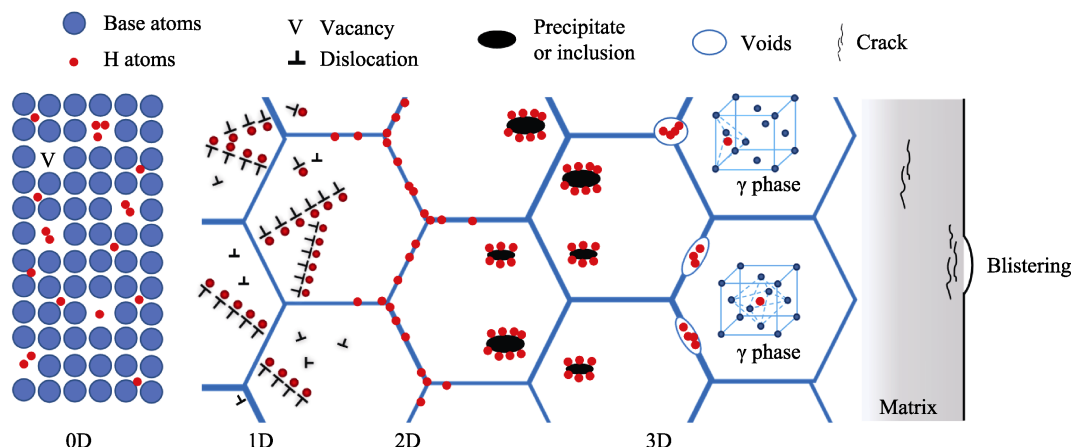 Base atoms
H atoms
V Vacancy
Dislocation
Precipitate
or inclusion
Voids
Crack
V
γ phase
γ phase
Blistering
Matrix
0D
1D
2D
3D